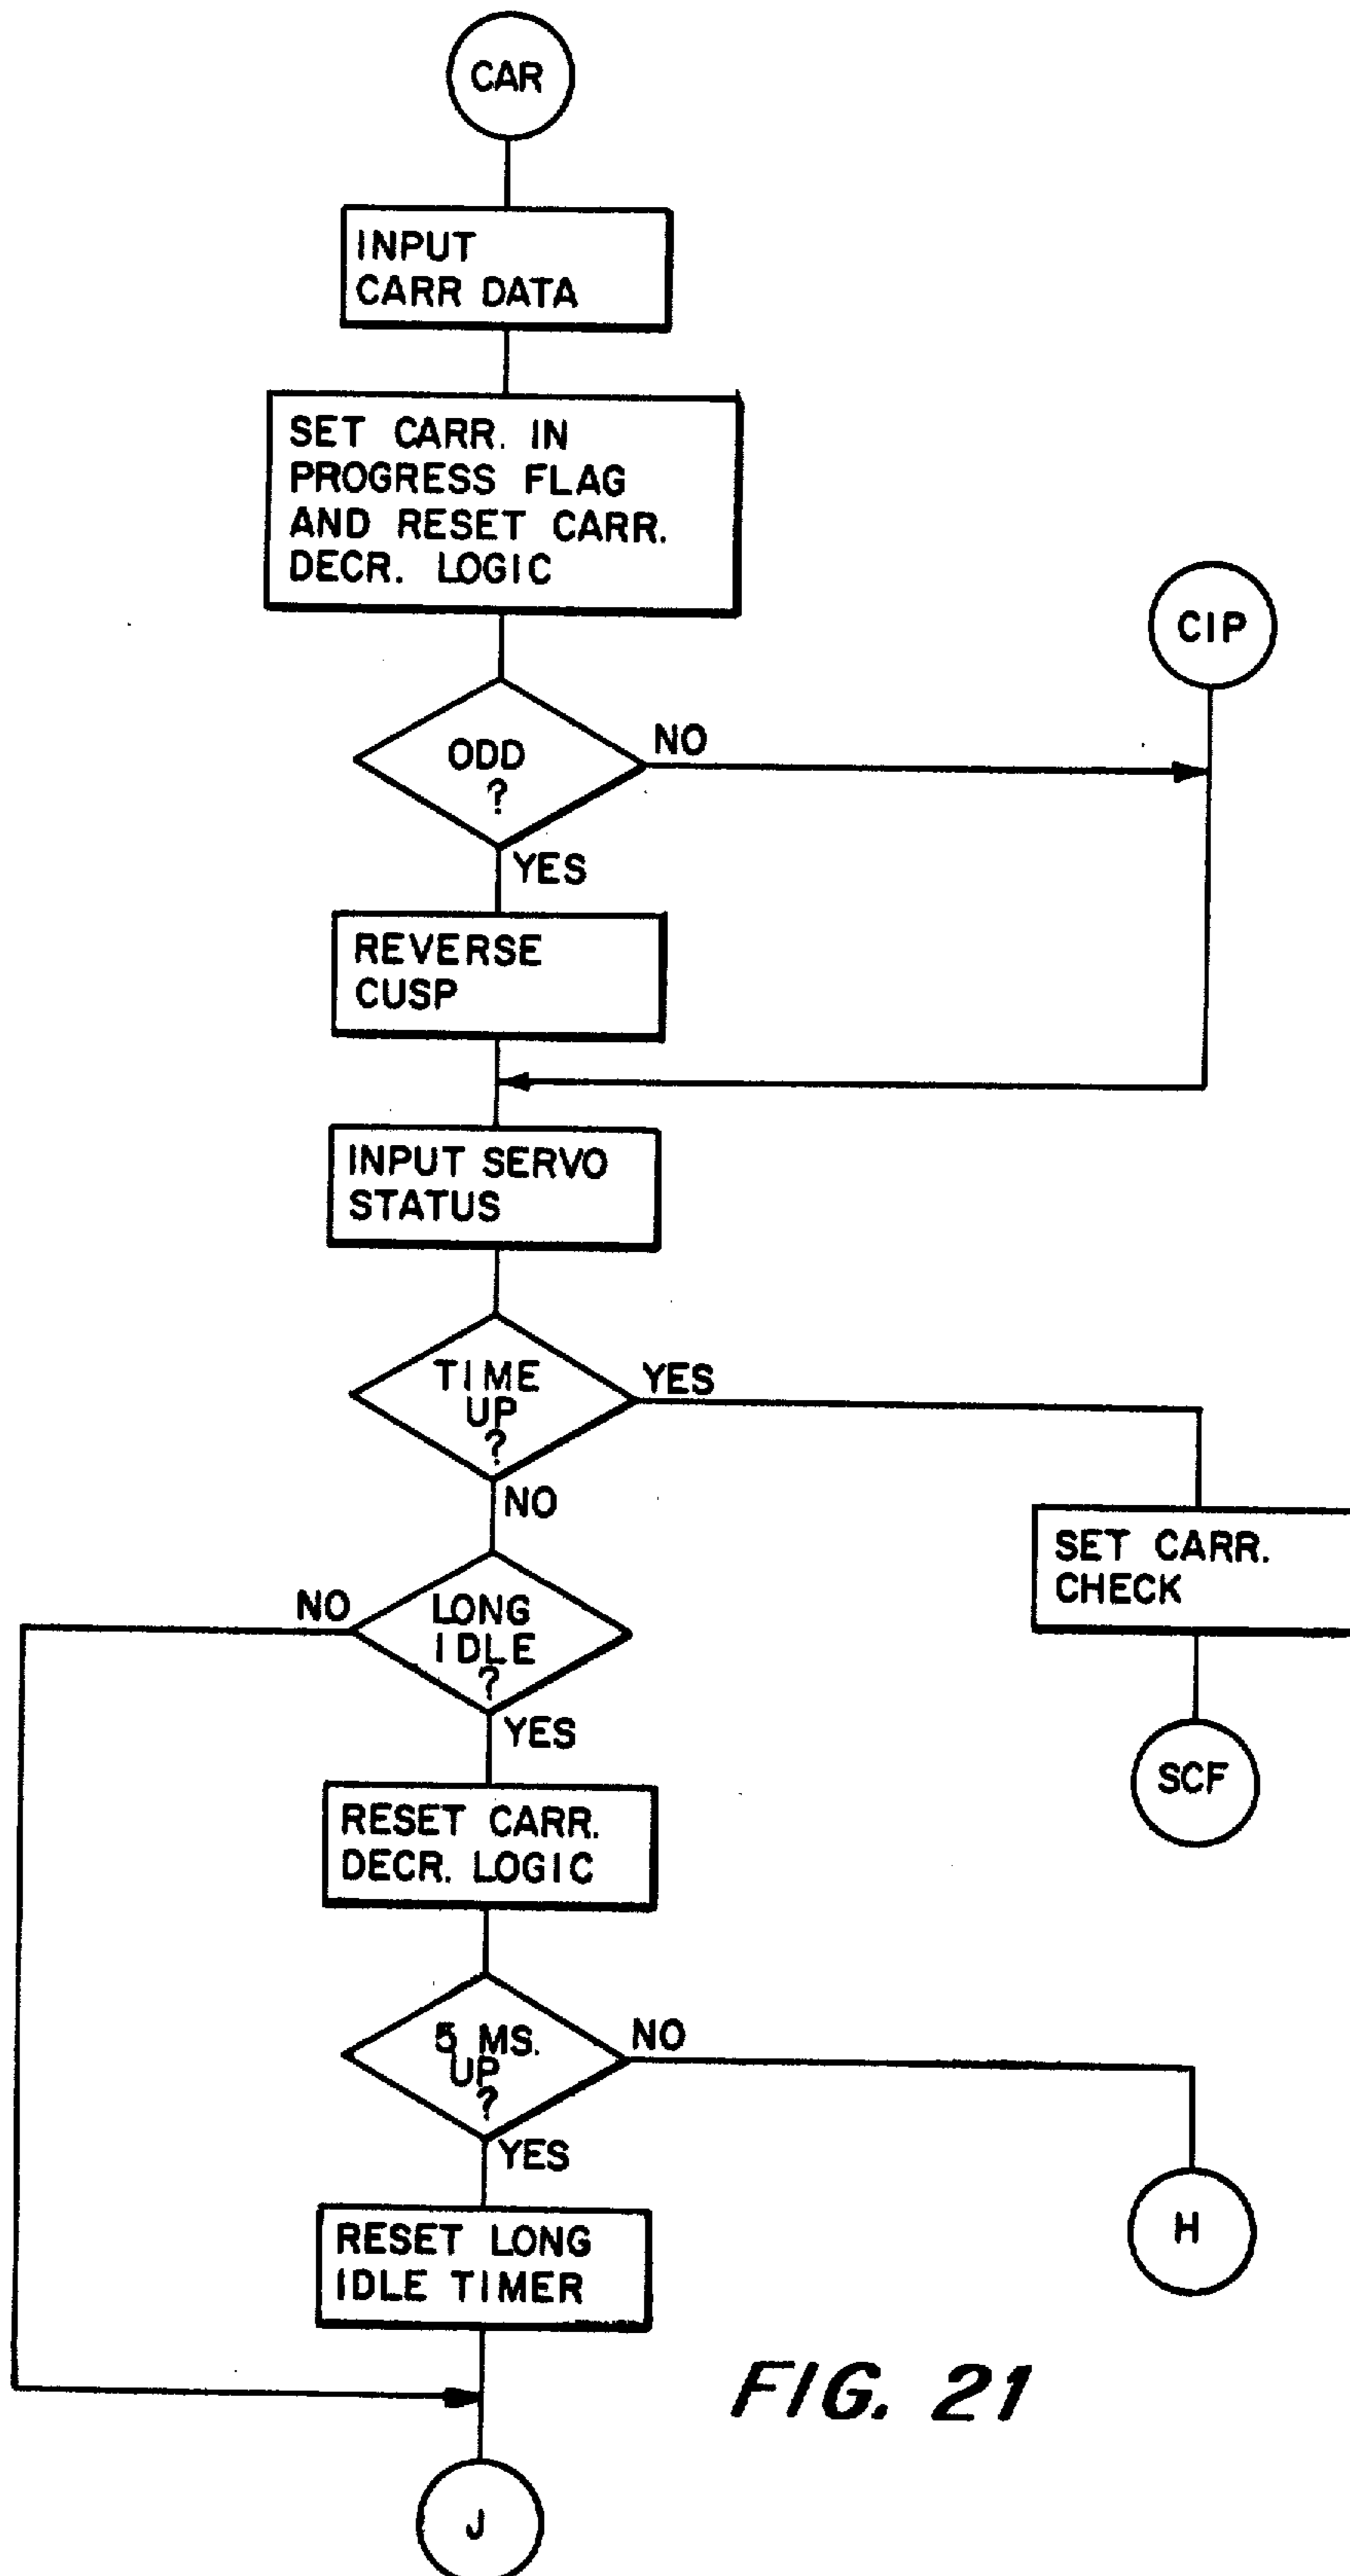 CAR
INPUT
CARR DATA
SET CARR. IN
PROGRESS FLAG
AND RESET CARR.
DECR. LOGIC
CIP
ODD
?
NO
YES
REVERSE
CUSP
INPUT SERVO
STATUS
TIME
UP
?
YES
NO
SET CARR.
CHECK
SCF
LONG
IDLE
?
NO
YES
RESET CARR.
DECR. LOGIC
5 MS.
UP
?
NO
YES
H
RESET LONG
IDLE TIMER
J
FIG. 21